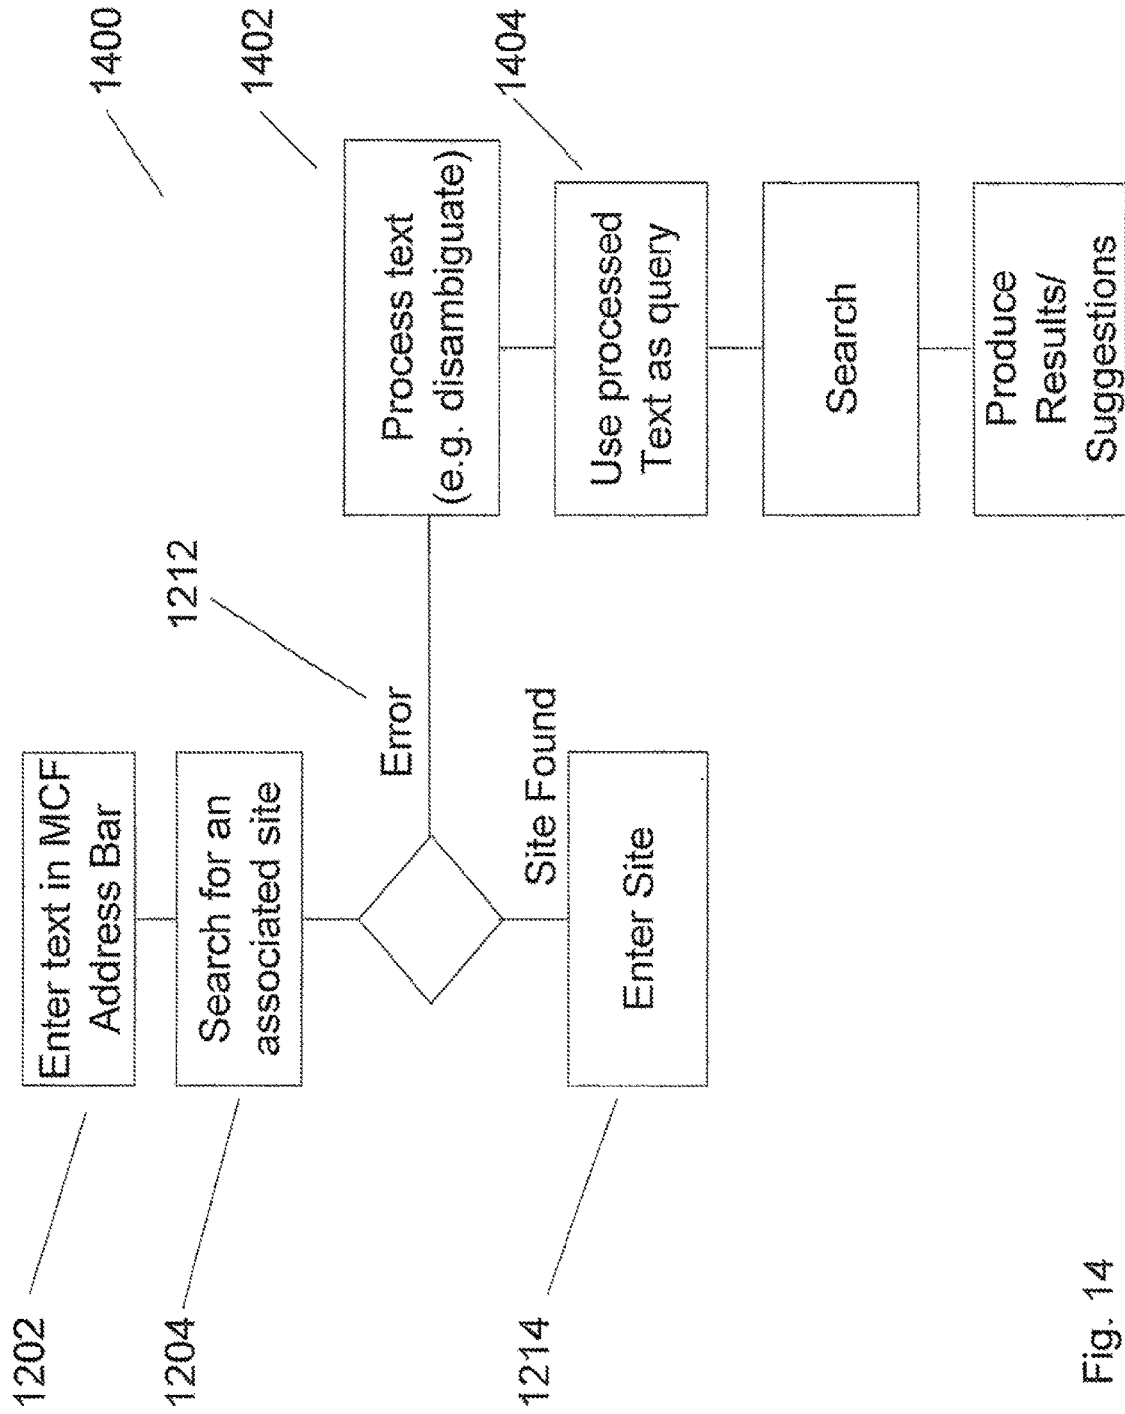 1400
1202
Enter text in MCF
Address Bar
1204
Search for an
associated site
1212
Error
1402
Process text
(e.g. disambiguate)
1404
Use processed
Text as query
Site Found
1214
Enter Site
Search
Produce
Results/
Suggestions
Fig. 14